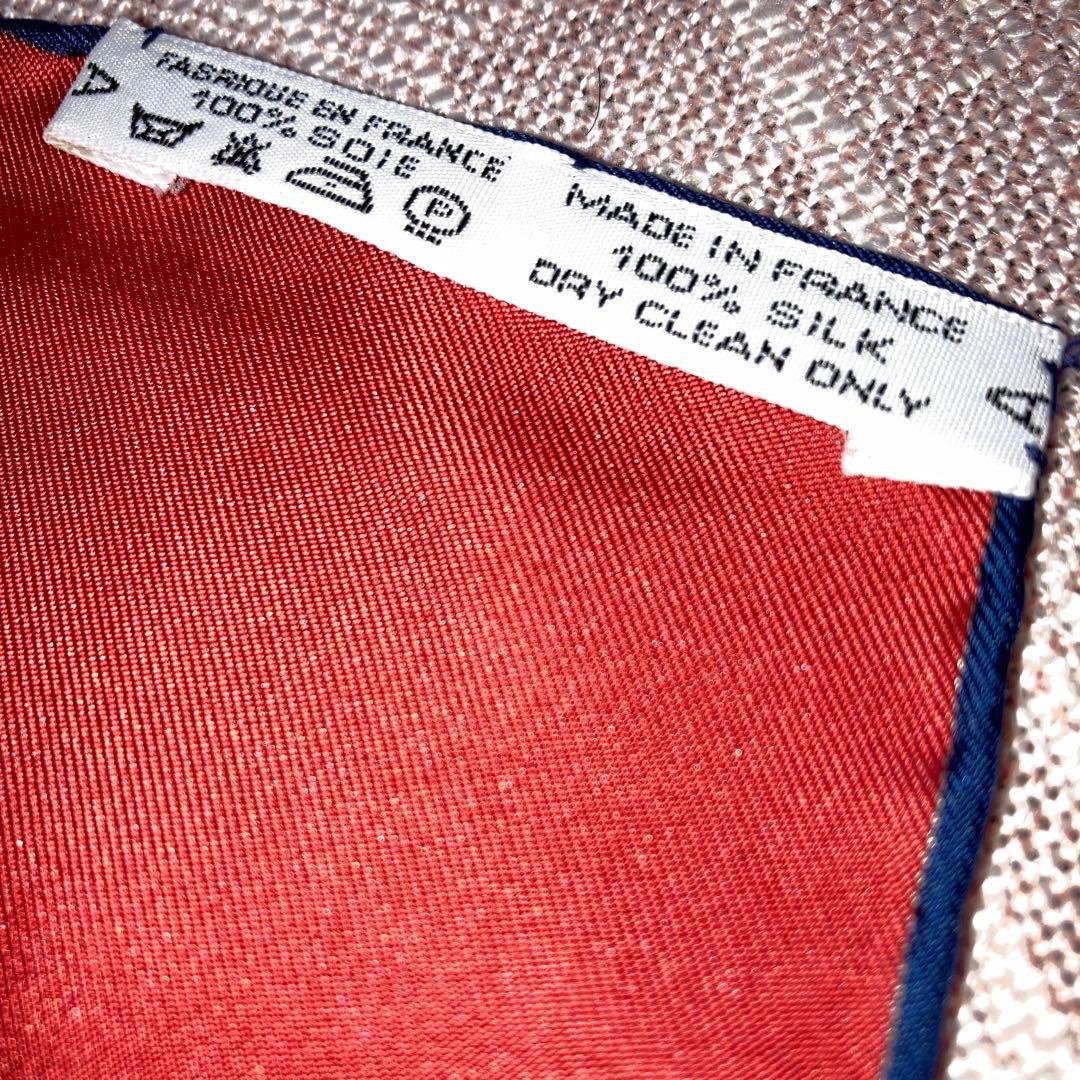 A
FABRIQUE EN FRANCE
100% SOIE
P
MADE IN FRANCE
100% SILK
DRY CLEAN ONLY
A